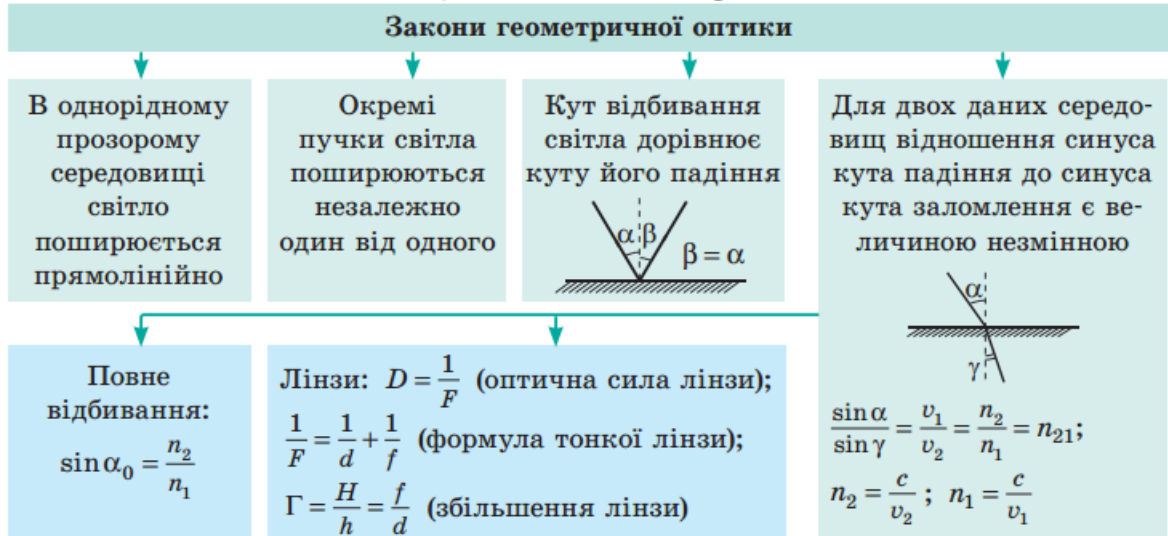 Закони геометричної оптики
В однорідному
прозорому
середовищі
світло
поширюється
прямолінійно
Окремі
пучки світла
поширюються
незалежно
один від одного
Кут відбивання
світла дорівнює
куту його падіння
α β
β = α
Для двох даних середо-
вищ відношення синуса
кута падіння до синуса
кута заломлення є ве-
личиною незмінною
α
γ
sin α / sin γ = v₁ / v₂ = n₂ / n₁ = n₂₁;
n₂ = c / v₂ ; n₁ = c / v₁
Повне
відбивання:
sin α₀ = n₂ / n₁
Лінзи: D = 1 / F (оптична сила лінзи);
1 / F = 1 / d + 1 / f (формула тонкої лінзи);
Г = H / h = f / d (збільшення лінзи)